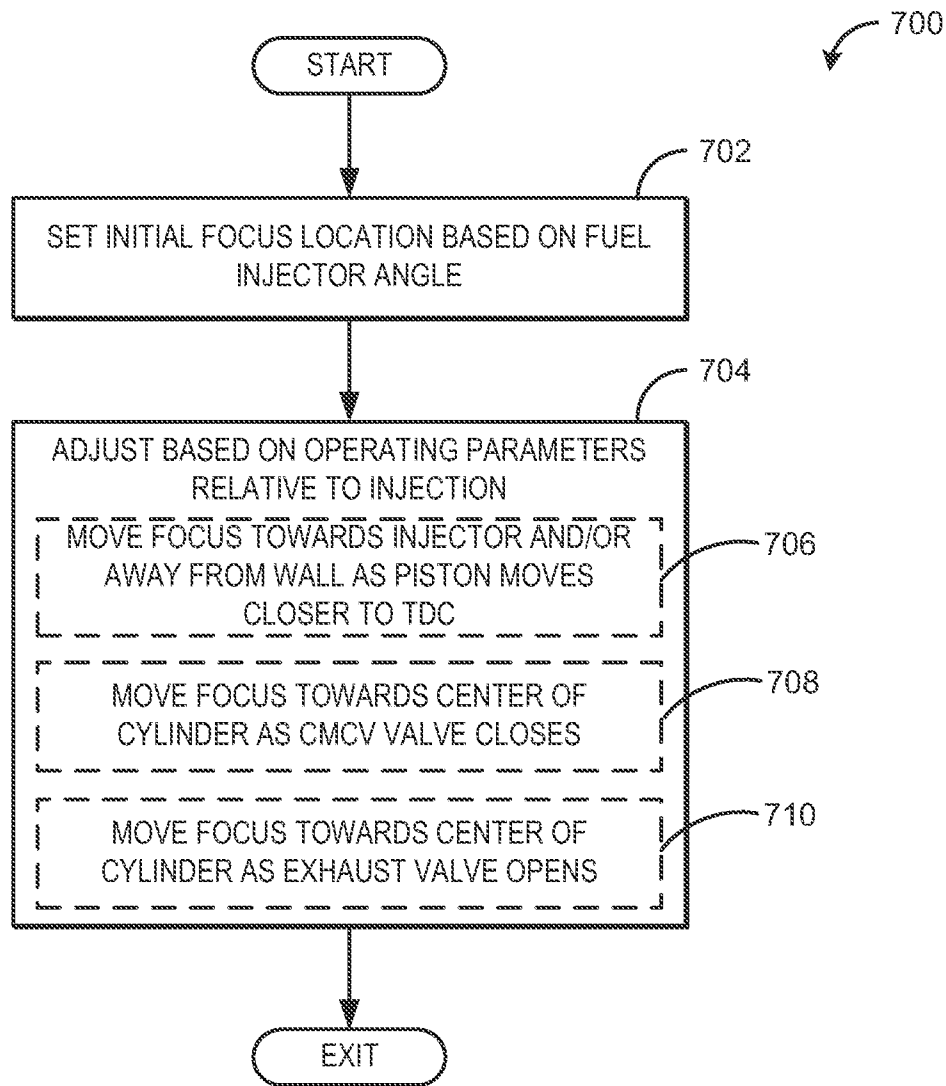 700
START
702
SET INITIAL FOCUS LOCATION BASED ON FUEL
INJECTOR ANGLE
704
ADJUST BASED ON OPERATING PARAMETERS
RELATIVE TO INJECTION
MOVE FOCUS TOWARDS INJECTOR AND/OR
AWAY FROM WALL AS PISTON MOVES
CLOSER TO TDC
706
MOVE FOCUS TOWARDS CENTER OF
CYLINDER AS CMCV VALVE CLOSES
708
MOVE FOCUS TOWARDS CENTER OF
CYLINDER AS EXHAUST VALVE OPENS
710
EXIT